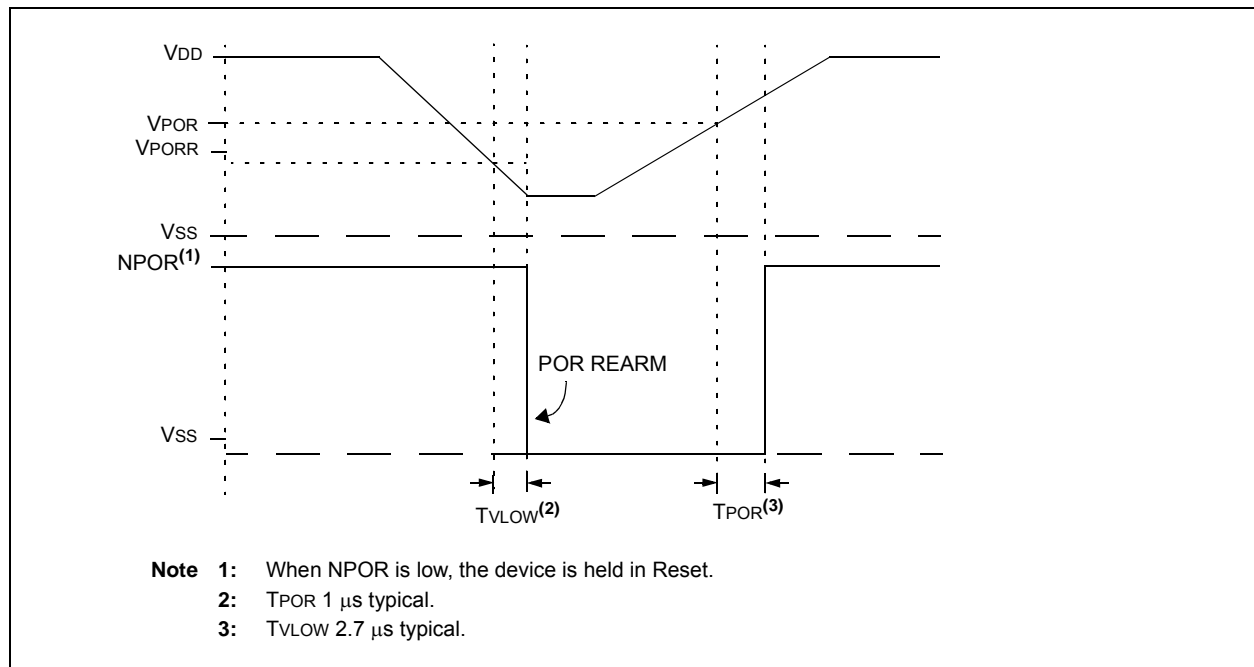 VDD
VPOR
VPORR
VSS
NPOR(1)
POR REARM
VSS
TVLOW(2)
TPOR(3)
Note 1: When NPOR is low, the device is held in Reset.
2: TPOR 1 μs typical.
3: TVLOW 2.7 μs typical.